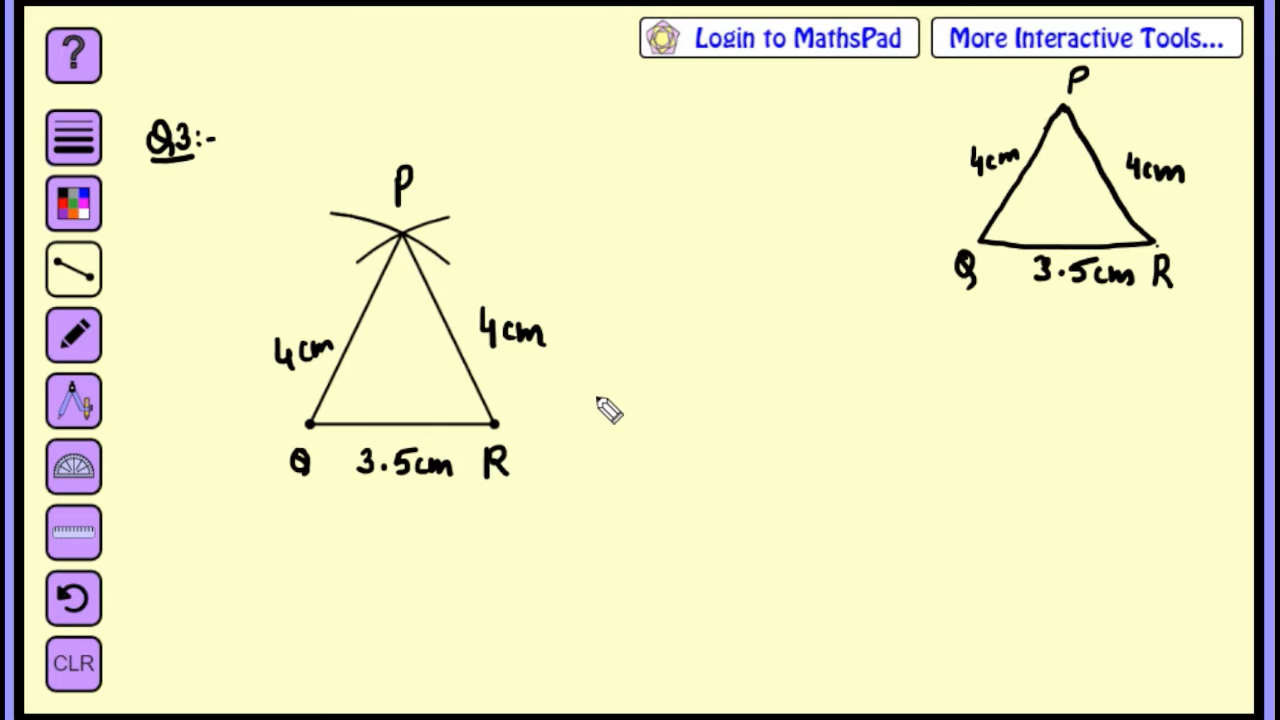 ?
Login to MathsPad
More Interactive Tools...
P
Q3:-
4cm
4cm
P
Q
3.5cm
R
4cm
4cm
Q
3.5cm
R
CLR